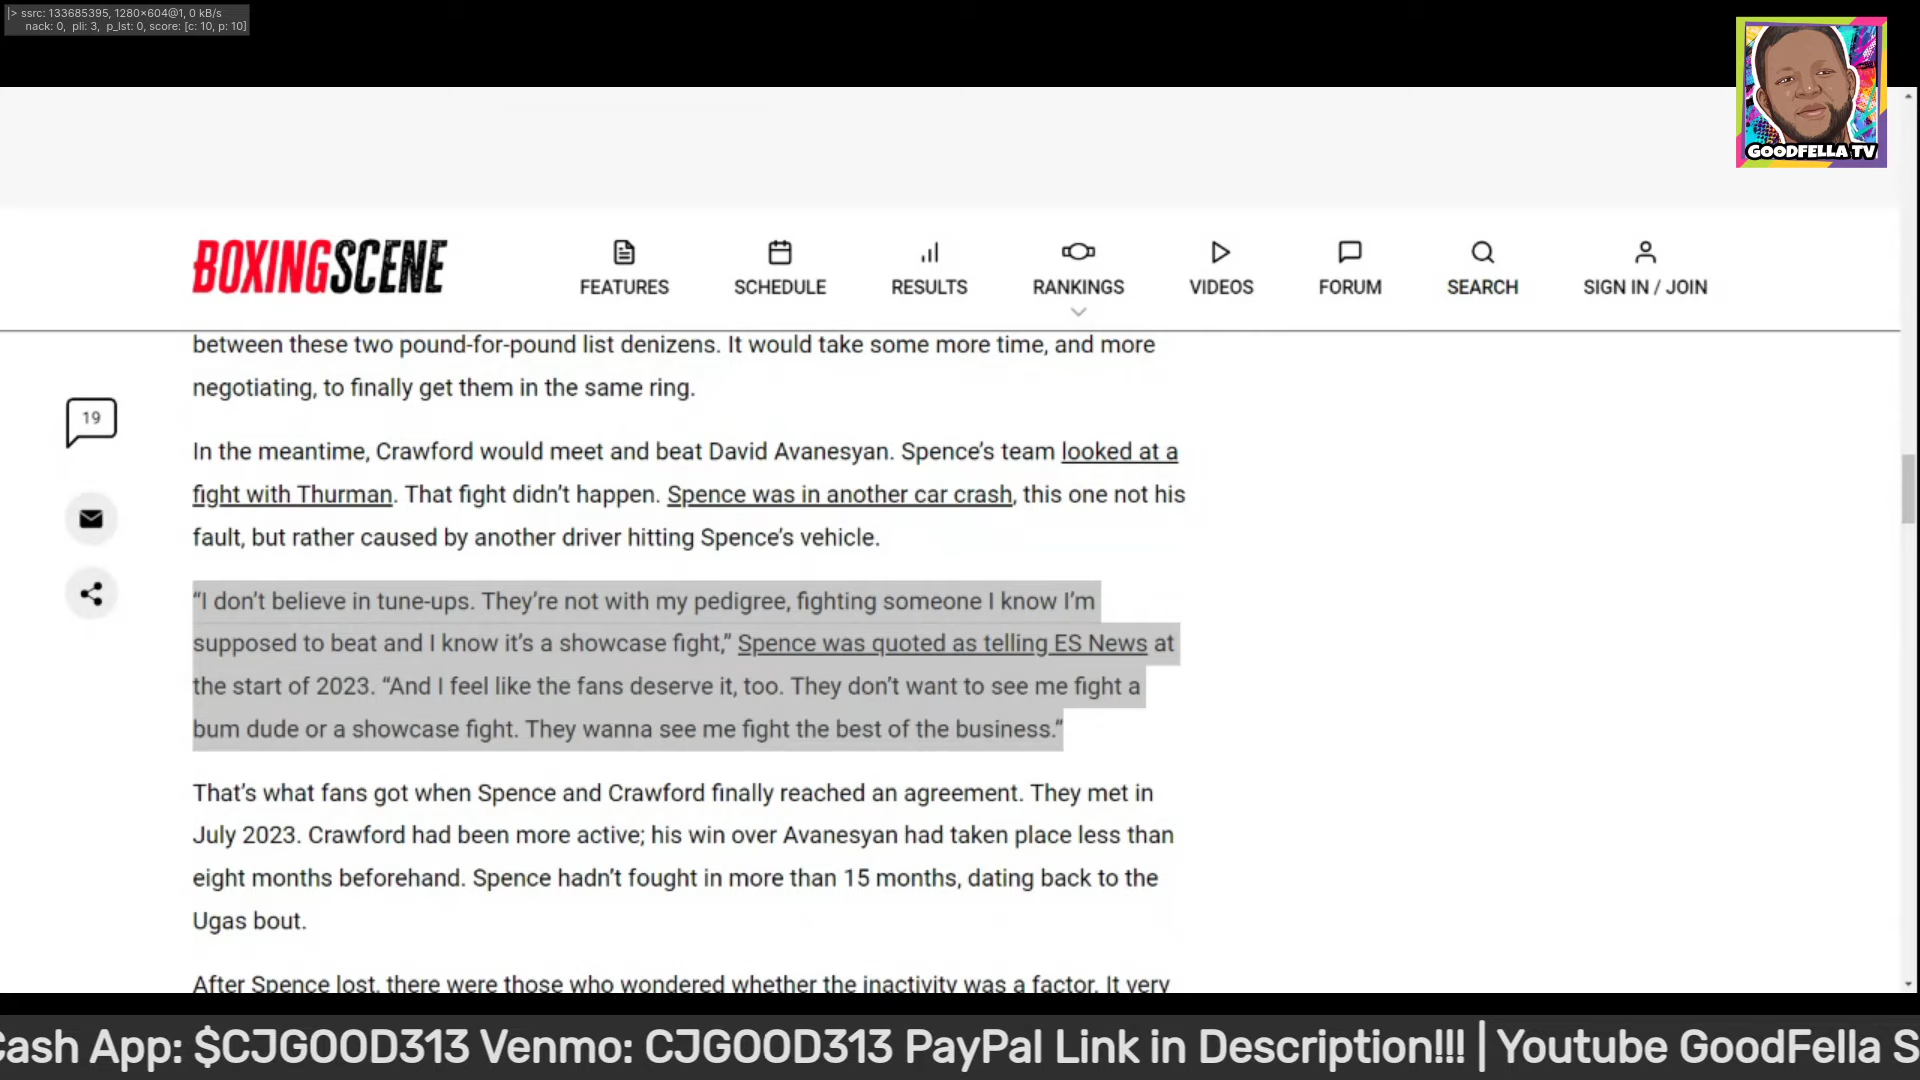 |> ssrc: 133685395, 1280×604@1, 0 kB/s
nack: 0, pli: 3, p_lst: 0, score: [c: 10, p: 10]
GOODFELLA TV
BOXINGSCENE
FEATURES
SCHEDULE
RESULTS
RANKINGS
VIDEOS
FORUM
SEARCH
SIGN IN / JOIN
19
between these two pound-for-pound list denizens. It would take some more time, and more
negotiating, to finally get them in the same ring.
In the meantime, Crawford would meet and beat David Avanesyan. Spence’s team looked at a
fight with Thurman. That fight didn’t happen. Spence was in another car crash, this one not his
fault, but rather caused by another driver hitting Spence’s vehicle.
“I don’t believe in tune-ups. They’re not with my pedigree, fighting someone I know I’m
supposed to beat and I know it’s a showcase fight,” Spence was quoted as telling ES News at
the start of 2023. “And I feel like the fans deserve it, too. They don’t want to see me fight a
bum dude or a showcase fight. They wanna see me fight the best of the business.”
That’s what fans got when Spence and Crawford finally reached an agreement. They met in
July 2023. Crawford had been more active; his win over Avanesyan had taken place less than
eight months beforehand. Spence hadn’t fought in more than 15 months, dating back to the
Ugas bout.
After Spence lost, there were those who wondered whether the inactivity was a factor. It very
Cash App: $CJGOOD313 Venmo: CJGOOD313 PayPal Link in Description!!! | Youtube GoodFella S